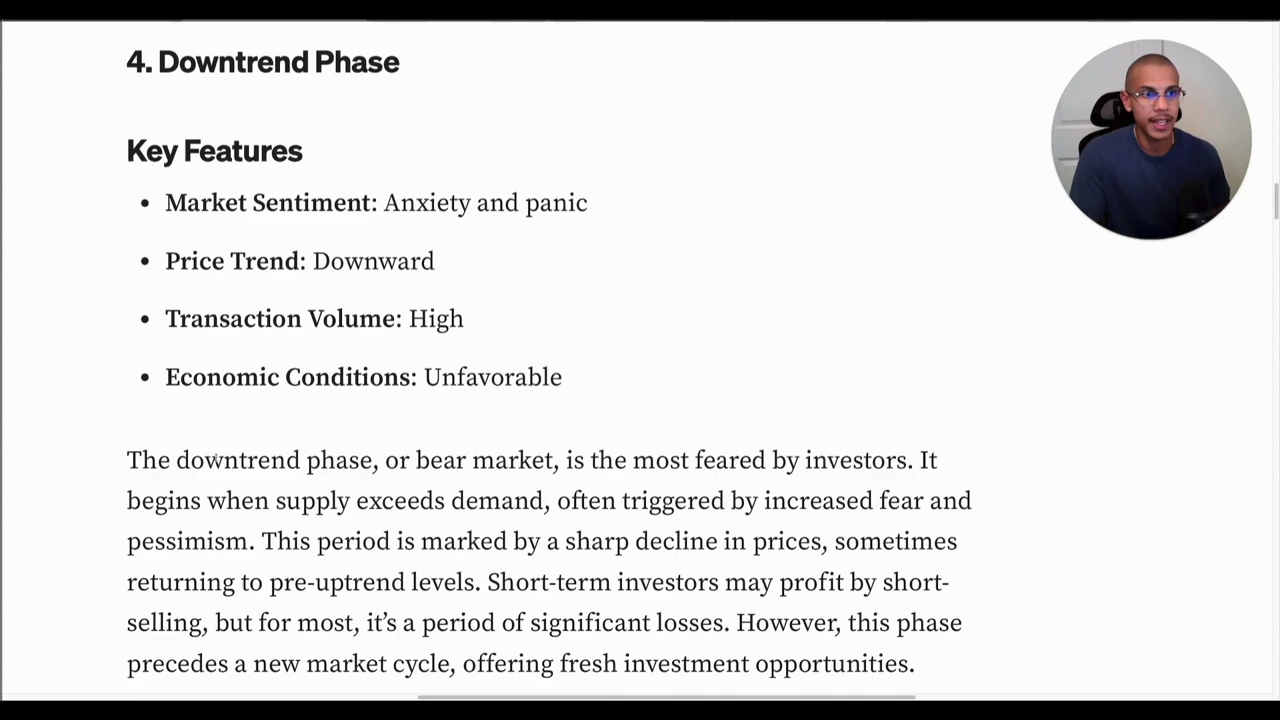 4. Downtrend Phase
Key Features
• Market Sentiment: Anxiety and panic
• Price Trend: Downward
• Transaction Volume: High
• Economic Conditions: Unfavorable
The downtrend phase, or bear market, is the most feared by investors. It
begins when supply exceeds demand, often triggered by increased fear and
pessimism. This period is marked by a sharp decline in prices, sometimes
returning to pre-uptrend levels. Short-term investors may profit by short-
selling, but for most, it’s a period of significant losses. However, this phase
precedes a new market cycle, offering fresh investment opportunities.